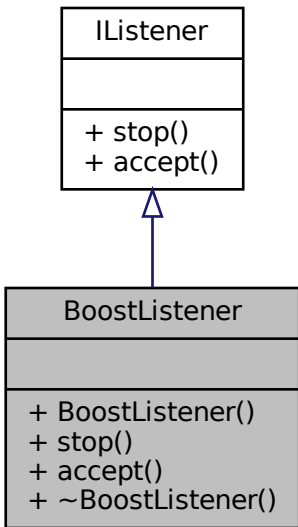 IListener
+ stop()
+ accept()
BoostListener
+ BoostListener()
+ stop()
+ accept()
+ ~BoostListener()